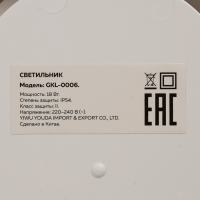 СВЕТИЛЬНИК
Модель: GKL-0006.
Мощность: 18 Вт.
Степень защиты: IP54.
Класс защиты: II.
Напряжение: 220-240 В (~)
YIWU YOUDA IMPORT & EXPORT CO., LTD.
Сделано в Китае.
EAC